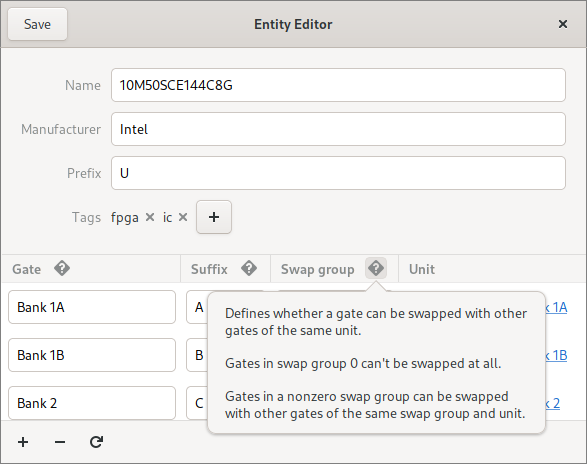 Save
Entity Editor
Name 10M50SCE144C8G
Manufacturer Intel
Prefix U
Tags fpga ic
Gate Suffix Swap group Unit
Bank 1A A k 1A
Bank 1B B k 1B
Bank 2 C k 2
Defines whether a gate can be swapped with other
gates of the same unit.
Gates in swap group 0 can't be swapped at all.
Gates in a nonzero swap group can be swapped
with other gates of the same swap group and unit.